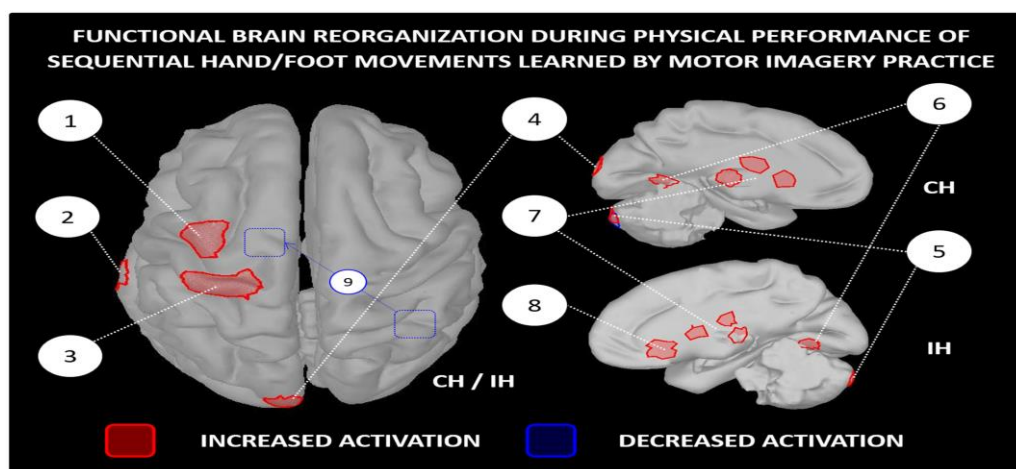 FUNCTIONAL BRAIN REORGANIZATION DURING PHYSICAL PERFORMANCE OF
SEQUENTIAL HAND/FOOT MOVEMENTS LEARNED BY MOTOR IMAGERY PRACTICE
1
2
3
4
5
6
7
8
9
CH
IH
CH / IH
INCREASED ACTIVATION
DECREASED ACTIVATION